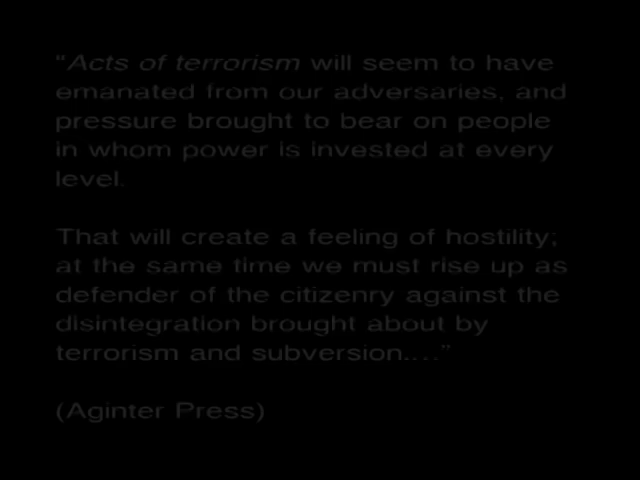 “Acts of terrorism will seem to have
emanated from our adversaries, and
pressure brought to bear on people
in whom power is invested at every
level.
That will create a feeling of hostility;
at the same time we must rise up as
defender of the citizenry against the
disintegration brought about by
terrorism and subversion.…”
(Aginter Press)